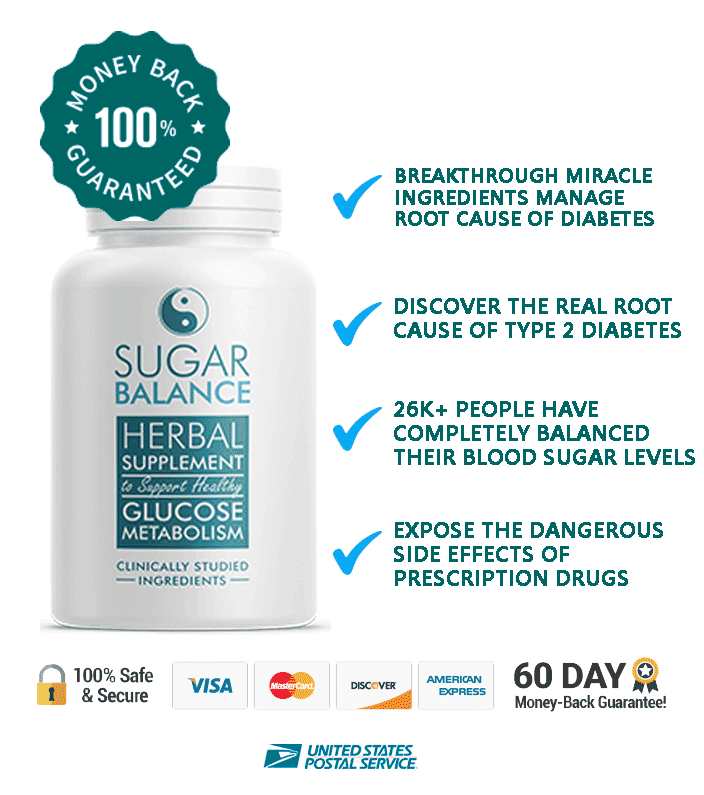 MONEY BACK
100%
GUARANTEED
SUGAR
BALANCE
HERBAL
SUPPLEMENT
to Support Healthy
GLUCOSE
METABOLISM
CLINICALLY STUDIED
INGREDIENTS
BREAKTHROUGH MIRACLE
INGREDIENTS MANAGE
ROOT CAUSE OF DIABETES
DISCOVER THE REAL ROOT
CAUSE OF TYPE 2 DIABETES
26K+ PEOPLE HAVE
COMPLETELY BALANCED
THEIR BLOOD SUGAR LEVELS
EXPOSE THE DANGEROUS
SIDE EFFECTS OF
PRESCRIPTION DRUGS
100% Safe
& Secure
VISA
MasterCard
DISCOVER
AMERICAN
EXPRESS
60 DAY
Money-Back Guarantee!
UNITED STATES
POSTAL SERVICE